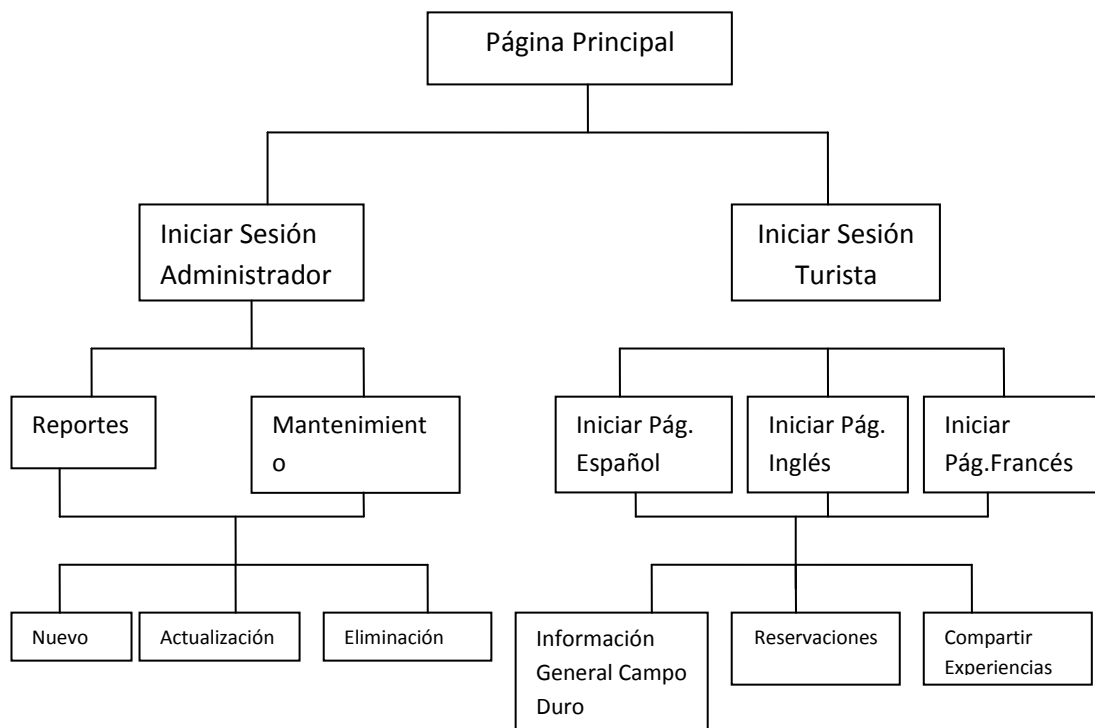 Página Principal
Iniciar Sesión
Administrador
Iniciar Sesión
Turista
Reportes
Mantenimient
o
Iniciar Pág.
Español
Iniciar Pág.
Inglés
Iniciar
Pág.Francés
Nuevo
Actualización
Eliminación
Información
General Campo
Duro
Reservaciones
Compartir
Experiencias